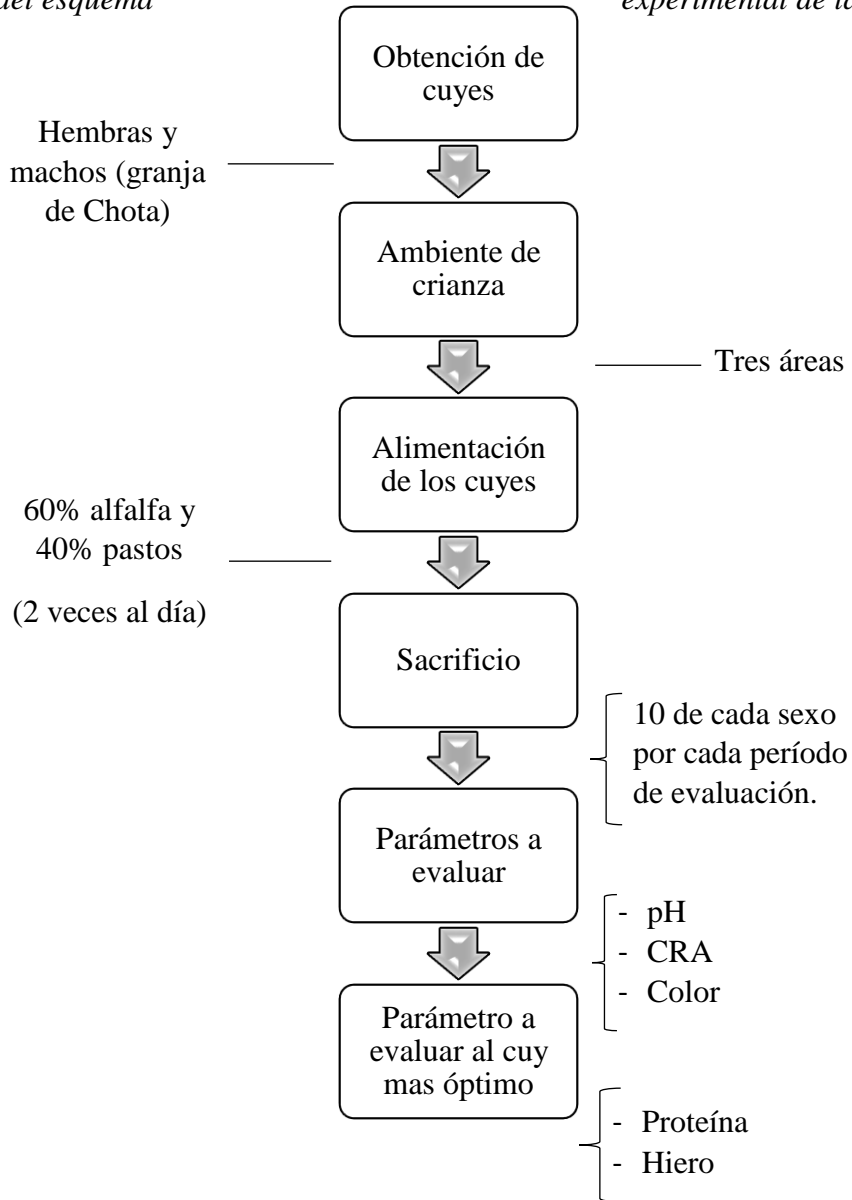 del esquema
experimental de la
Obtención de
cuyes
Hembras y
machos (granja
de Chota)
Ambiente de
crianza
Tres áreas
Alimentación
de los cuyes
60% alfalfa y
40% pastos
(2 veces al día)
Sacrificio
10 de cada sexo
por cada período
de evaluación.
Parámetros a
evaluar
- pH
- CRA
- Color
Parámetro a
evaluar al cuy
mas óptimo
- Proteína
- Hiero